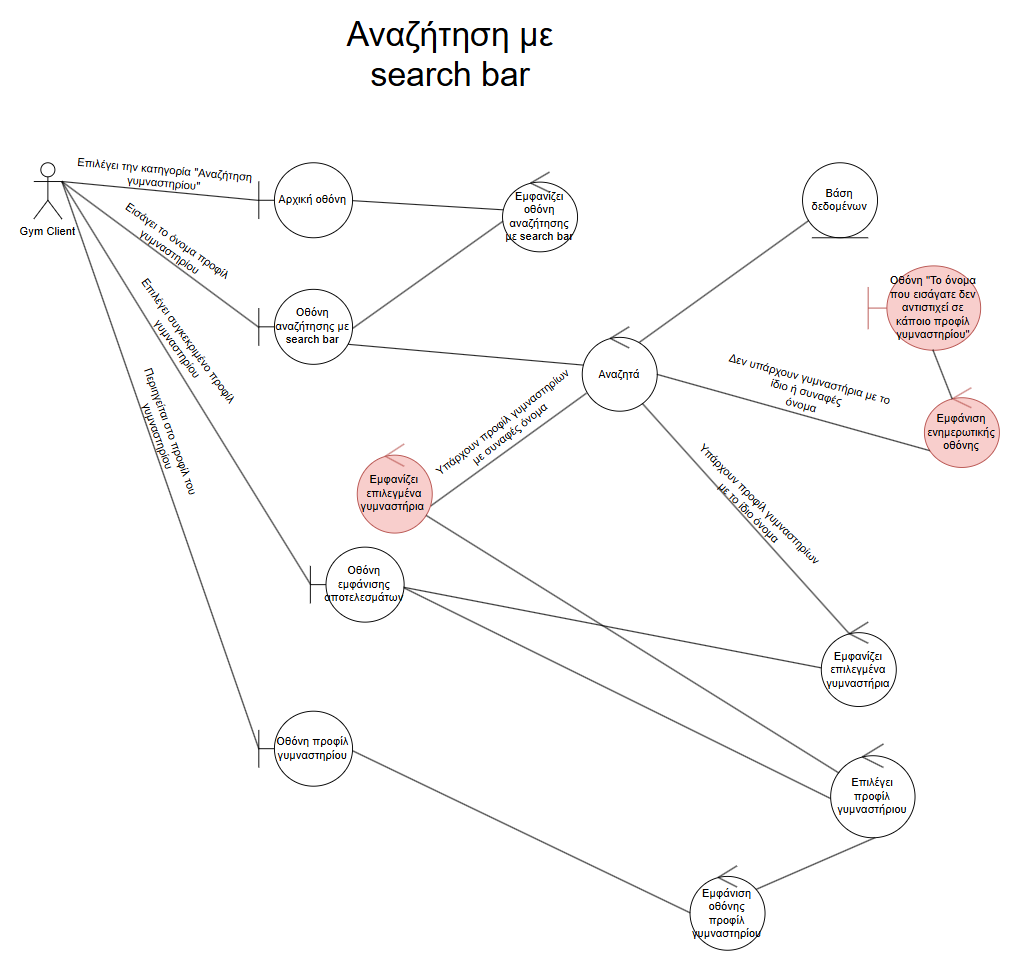 Αναζήτηση με
search bar
Επιλέγει την κατηγορία "Αναζήτηση
γυμναστηρίου"
Gym Client
Αρχική οθόνη
Εμφανίζει
οθόνη
αναζήτησης
με search bar
Βάση
δεδομένων
Εισάγει το όνομα προφίλ
γυμναστηρίου
Οθόνη
αναζήτησης με
search bar
Οθόνη "Το όνομα
που εισάγατε δεν
αντιστιχεί σε
κάποιο προφίλ
γυμναστηρίου"
Επιλέγει συγκεκριμένο προφίλ
γυμναστηρίου
Αναζητά
Δεν υπάρχουν γυμναστήρια με το
ίδιο ή συναφές
όνομα
Περιηγείται στο προφίλ του
γυμναστηρίου
Υπάρχουν προφίλ γυμναστηρίων
με συναφές όνομα
Εμφάνιση
ενημερωτικής
οθόνης
Εμφανίζει
επιλεγμένα
γυμναστήρια
Υπάρχουν προφίλ γυμναστηρίων
με το ίδιο όνομα
Οθόνη
εμφάνισης
αποτελεσμάτων
Εμφανίζει
επιλεγμένα
γυμναστήρια
Οθόνη προφίλ
γυμναστηρίου
Επιλέγει
προφίλ
γυμναστήριου
Εμφάνιση
οθόνης
προφίλ
γυμναστηρίου